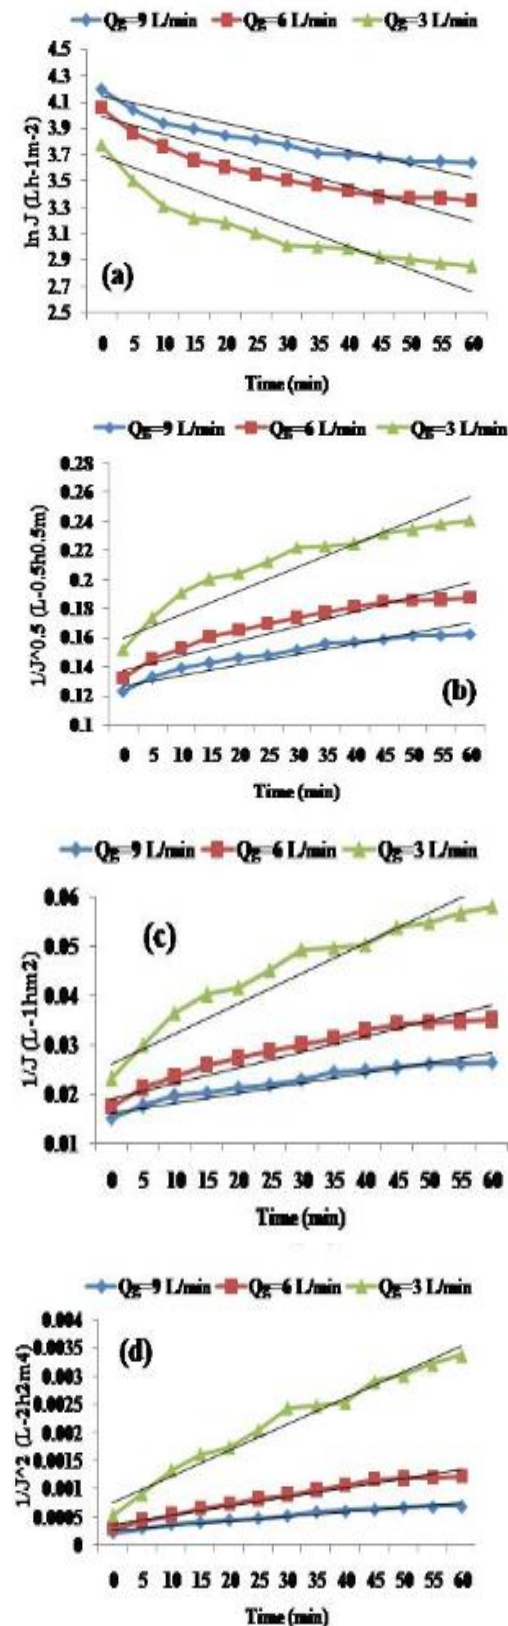 Qg=9 L/min Qg=6 L/min Qg=3 L/min
4.5
4.3
4.1
3.9
3.7
3.5
3.3
3.1
2.9
2.7
2.5
ln J (Lh-1m-2)
(a)
0 5 10 15 20 25 30 35 40 45 50 55 60
Time (min)
Qg=9 L/min Qg=6 L/min Qg=3 L/min
0.28
0.26
0.24
0.22
0.2
0.18
0.16
0.14
0.12
0.1
1/J^0.5 (L-0.5h0.5m)
(b)
0 5 10 15 20 25 30 35 40 45 50 55 60
Time (min)
Qg=9 L/min Qg=6 L/min Qg=3 L/min
0.06
0.05
0.04
0.03
0.02
0.01
1/J (L-1hm2)
(c)
0 5 10 15 20 25 30 35 40 45 50 55 60
Time (min)
Qg=9 L/min Qg=6 L/min Qg=3 L/min
0.004
0.0035
0.003
0.0025
0.002
0.0015
0.001
0.0005
0
1/J^2 (L-2h2m4)
(d)
0 5 10 15 20 25 30 35 40 45 50 55 60
Time (min)